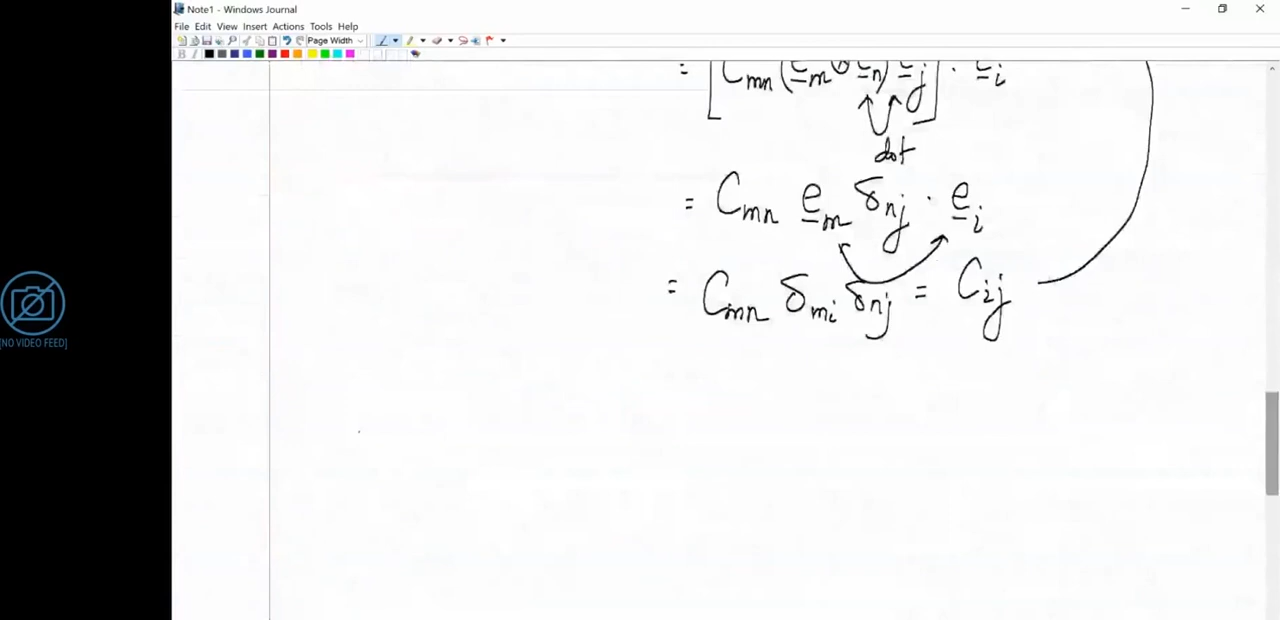 Note1 - Windows Journal
File Edit View Insert Actions Tools Help
Page Width
B I
= [C_mn (e_m ⊗ e_n) e_j] · e_i
dot
= C_mn e_m δ_nj · e_i
= C_mn δ_mi δ_nj = C_ij
[NO VIDEO FEED]